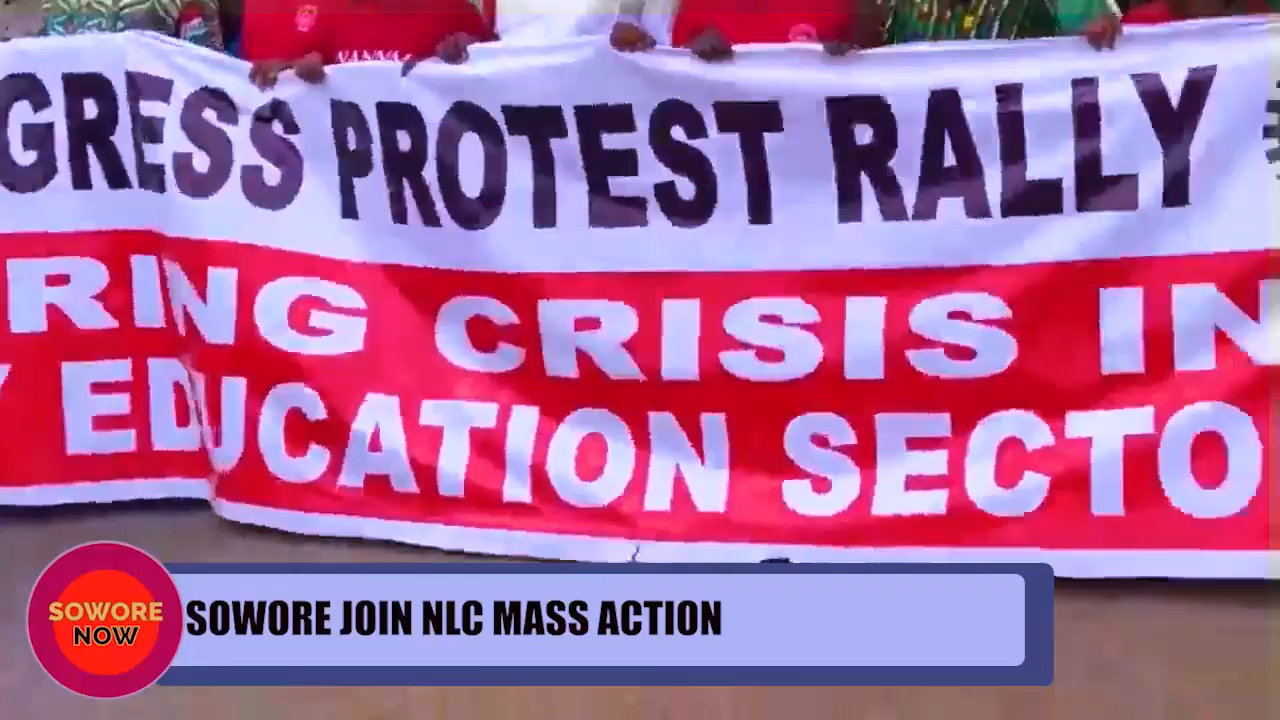 GRESS PROTEST RALLY
RING CRISIS IN
Y EDUCATION SECTO
SOWORE
NOW
SOWORE JOIN NLC MASS ACTION